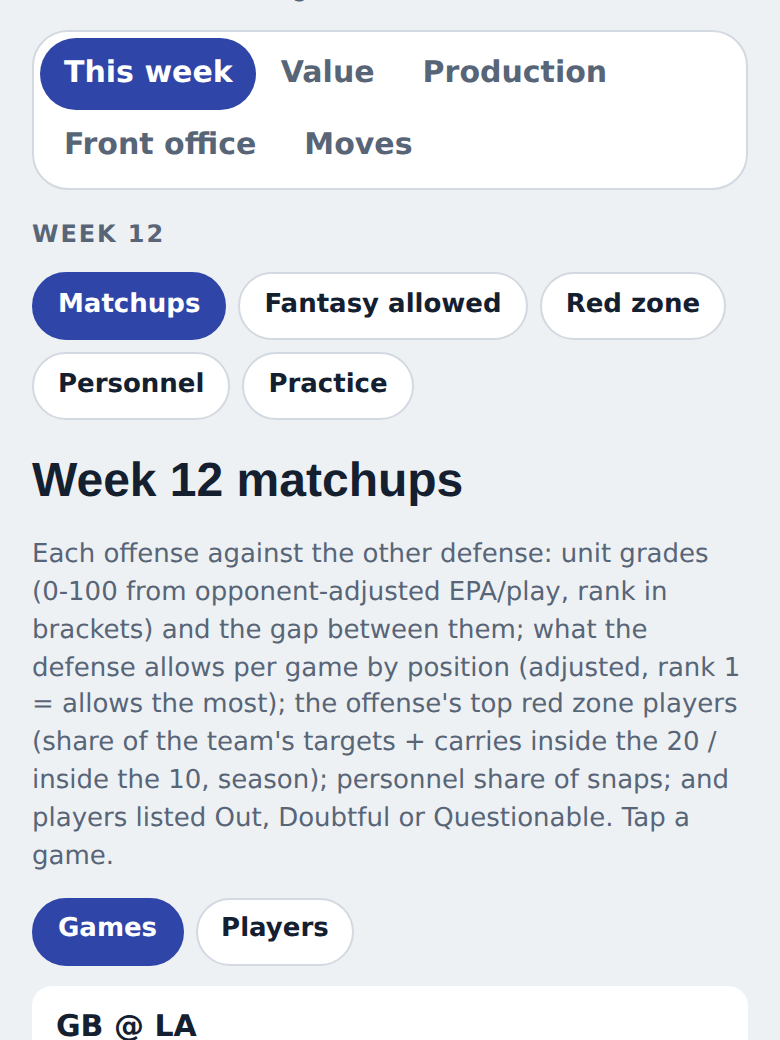 This week Value Production
Front office Moves
WEEK 12
Matchups Fantasy allowed Red zone
Personnel Practice
Week 12 matchups
Each offense against the other defense: unit grades
(0-100 from opponent-adjusted EPA/play, rank in
brackets) and the gap between them; what the
defense allows per game by position (adjusted, rank 1
= allows the most); the offense's top red zone players
(share of the team's targets + carries inside the 20 /
inside the 10, season); personnel share of snaps; and
players listed Out, Doubtful or Questionable. Tap a
game.
Games Players
GB @ LA